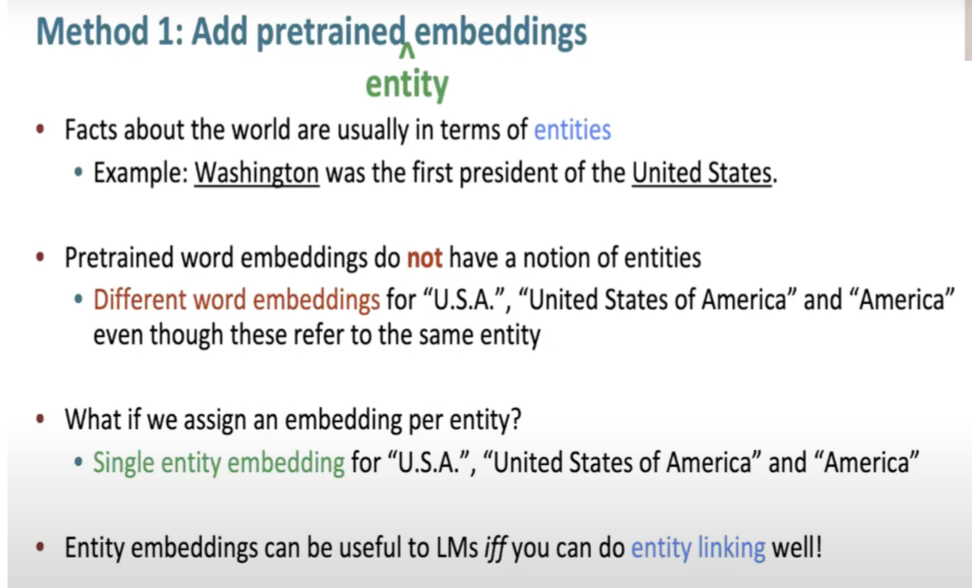 Method 1: Add pretrained embeddings
^
entity
• Facts about the world are usually in terms of entities
• Example: Washington was the first president of the United States.
• Pretrained word embeddings do not have a notion of entities
• Different word embeddings for “U.S.A.”, “United States of America” and “America”
even though these refer to the same entity
• What if we assign an embedding per entity?
• Single entity embedding for “U.S.A.”, “United States of America” and “America”
• Entity embeddings can be useful to LMs iff you can do entity linking well!